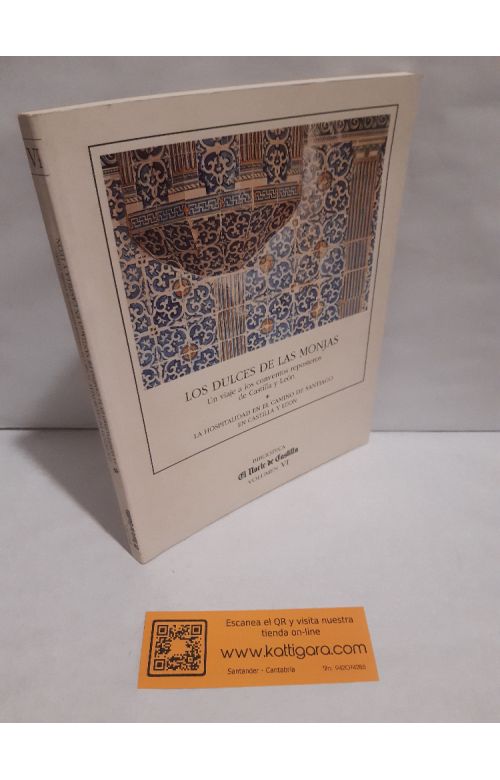 VI
LOS DULCES DE LAS MONJAS
Un viaje a los conventos reposteros
de Castilla y León
LA HOSPITALIDAD EN EL CAMINO DE SANTIAGO
EN CASTILLA Y LEON
BIBLIOTECA
El Norte de Castilla
VOLUMEN VI
Escanea el QR y visita nuestra
tienda on-line
www.kattigara.com
Santander - Cantabria